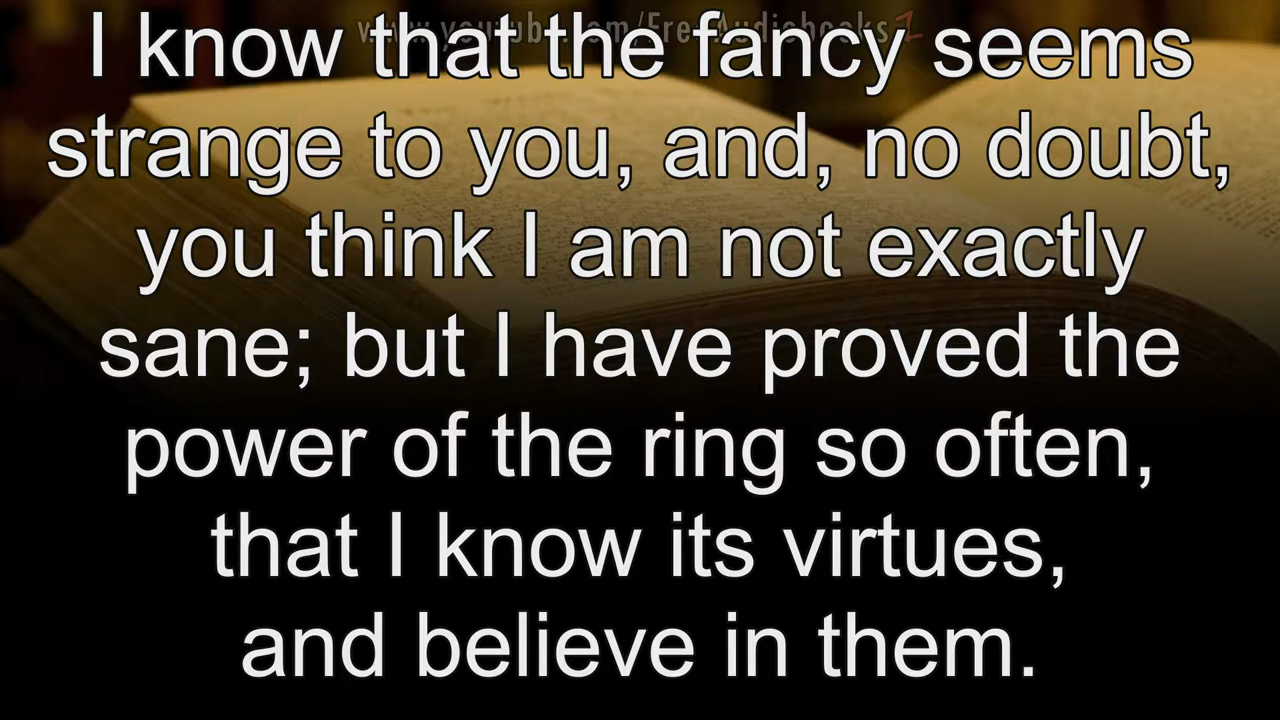 www.youtube.com/FreeAudiobooksZ
I know that the fancy seems
strange to you, and, no doubt,
you think I am not exactly
sane; but I have proved the
power of the ring so often,
that I know its virtues,
and believe in them.